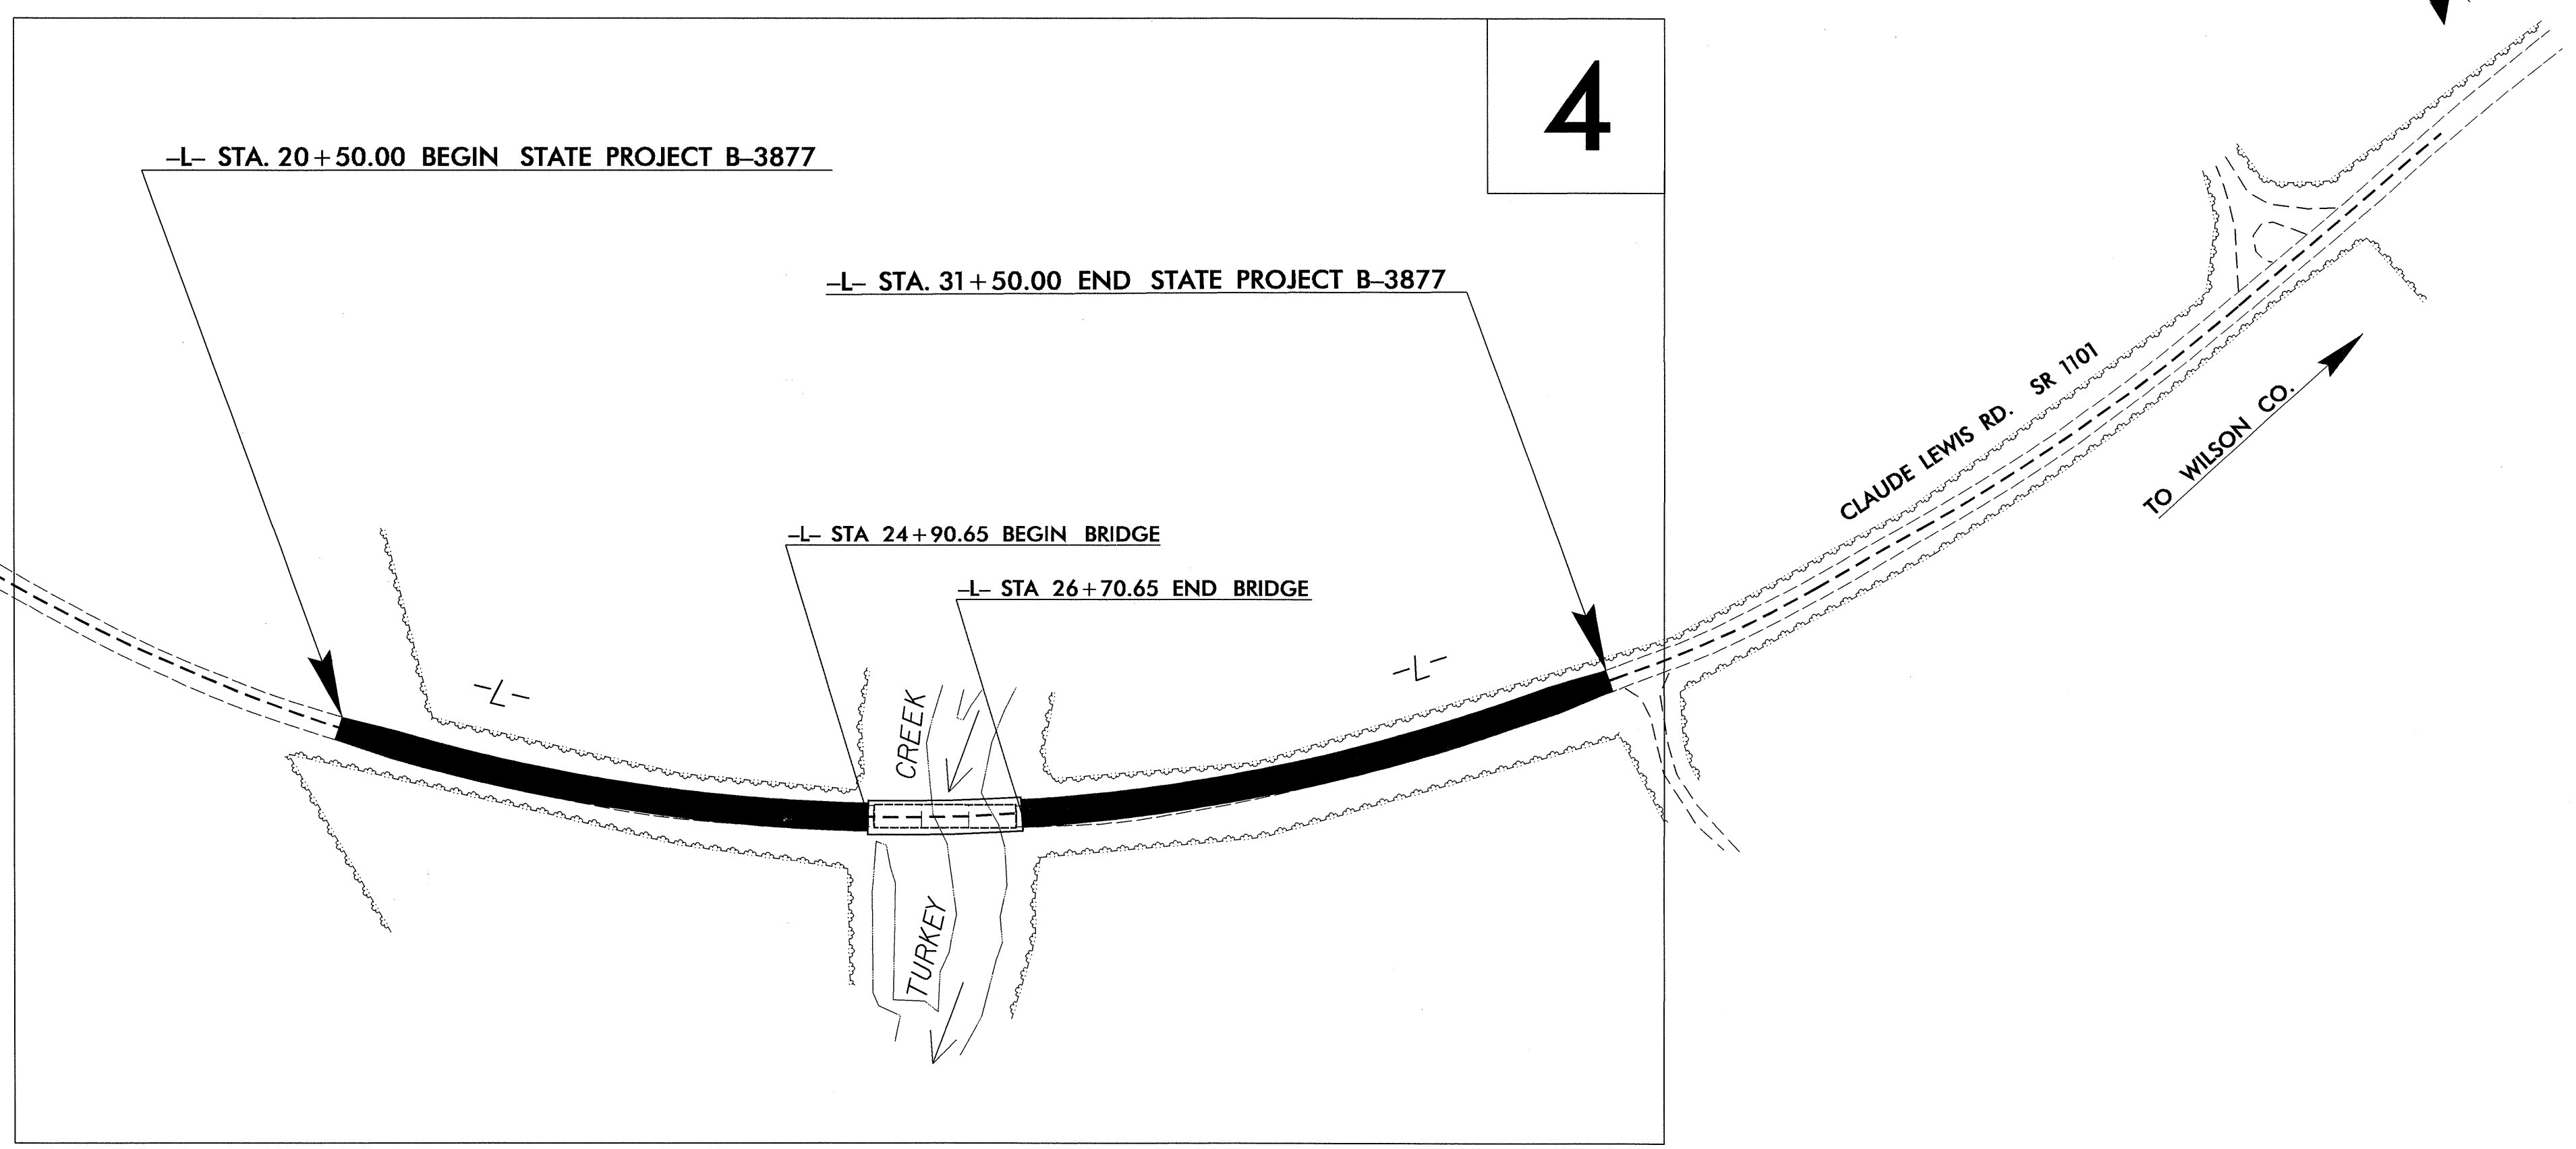 4
-L- STA. 20+50.00 BEGIN STATE PROJECT B-3877
-L- STA. 31+50.00 END STATE PROJECT B-3877
CLAUDE LEWIS RD. SR 1101
TO WILSON CO.
-L- STA 24+90.65 BEGIN BRIDGE
-L- STA 26+70.65 END BRIDGE
-L-
-L-
CREEK
TURKEY